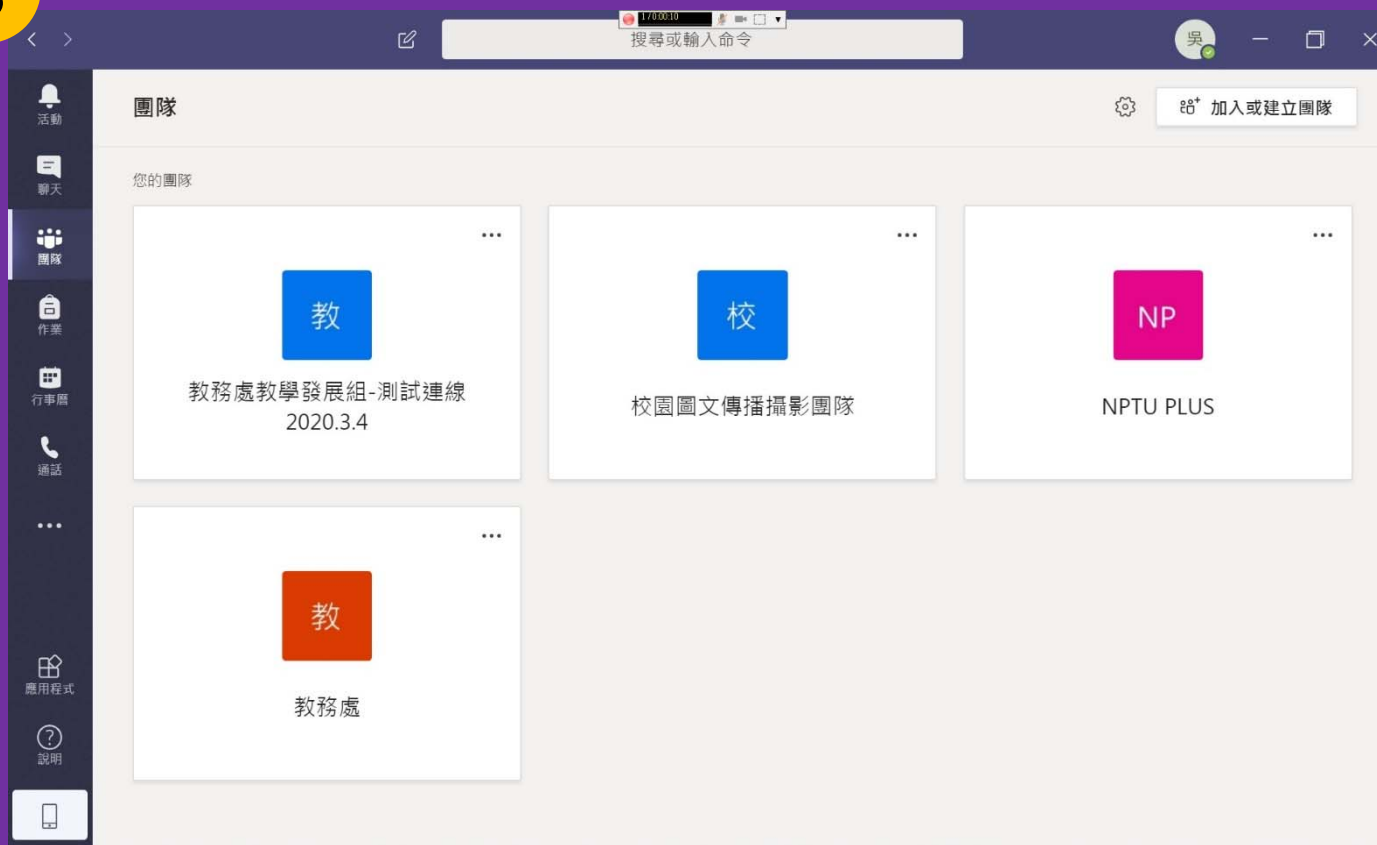 搜尋或輸入命令
吳
活動
聊天
團隊
作業
行事曆
通話
應用程式
說明
團隊
加入或建立團隊
您的團隊
教
教務處教學發展組-測試連線
2020.3.4
校
校園圖文傳播攝影團隊
NP
NPTU PLUS
教
教務處